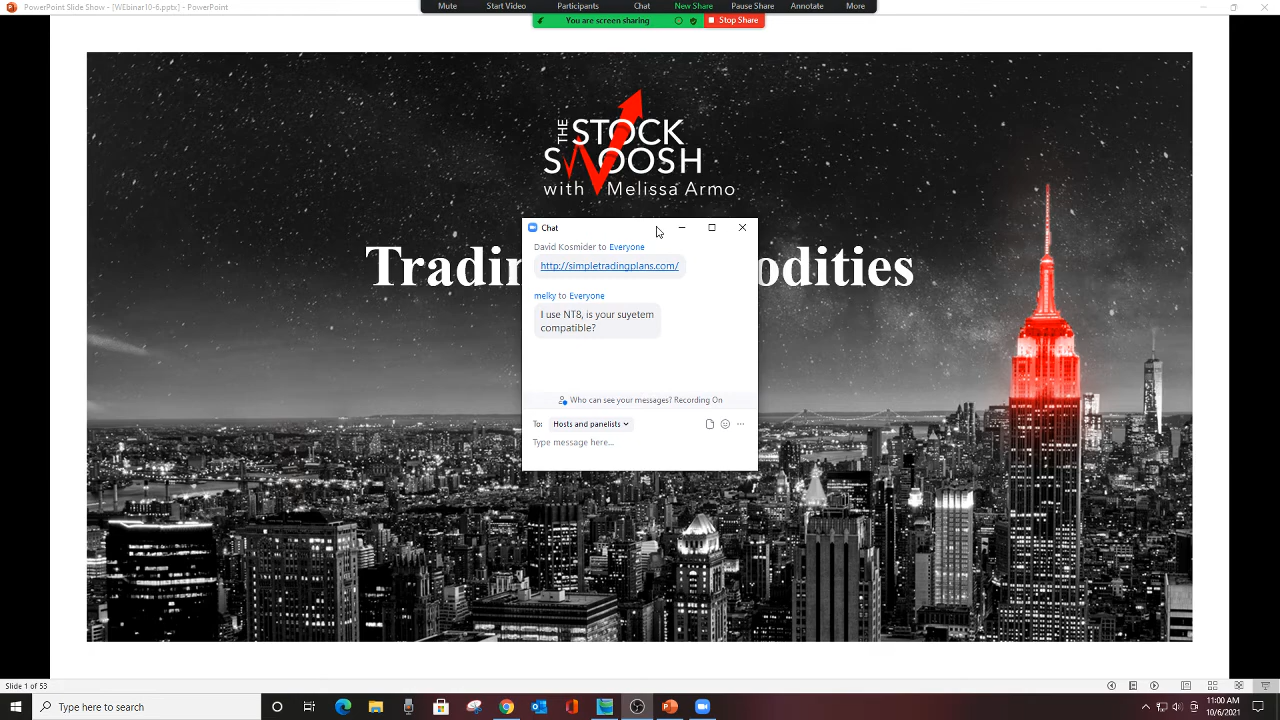 PowerPoint Slide Show - [WEbinar10-6.pptx] - PowerPoint
Mute Start Video Participants Chat New Share Pause Share Annotate More
You are screen sharing Stop Share
THE STOCK
SWOOSH
with Melissa Armo
Tradin odities
Chat
David Kosmider to Everyone
http://simpletradingplans.com/
melky to Everyone
I use NT8, is your suyetem
compatible?
Who can see your messages? Recording On
To: Hosts and panelists
Type message here...
Slide 1 of 53
Type here to search
11:00 AM
10/6/2021